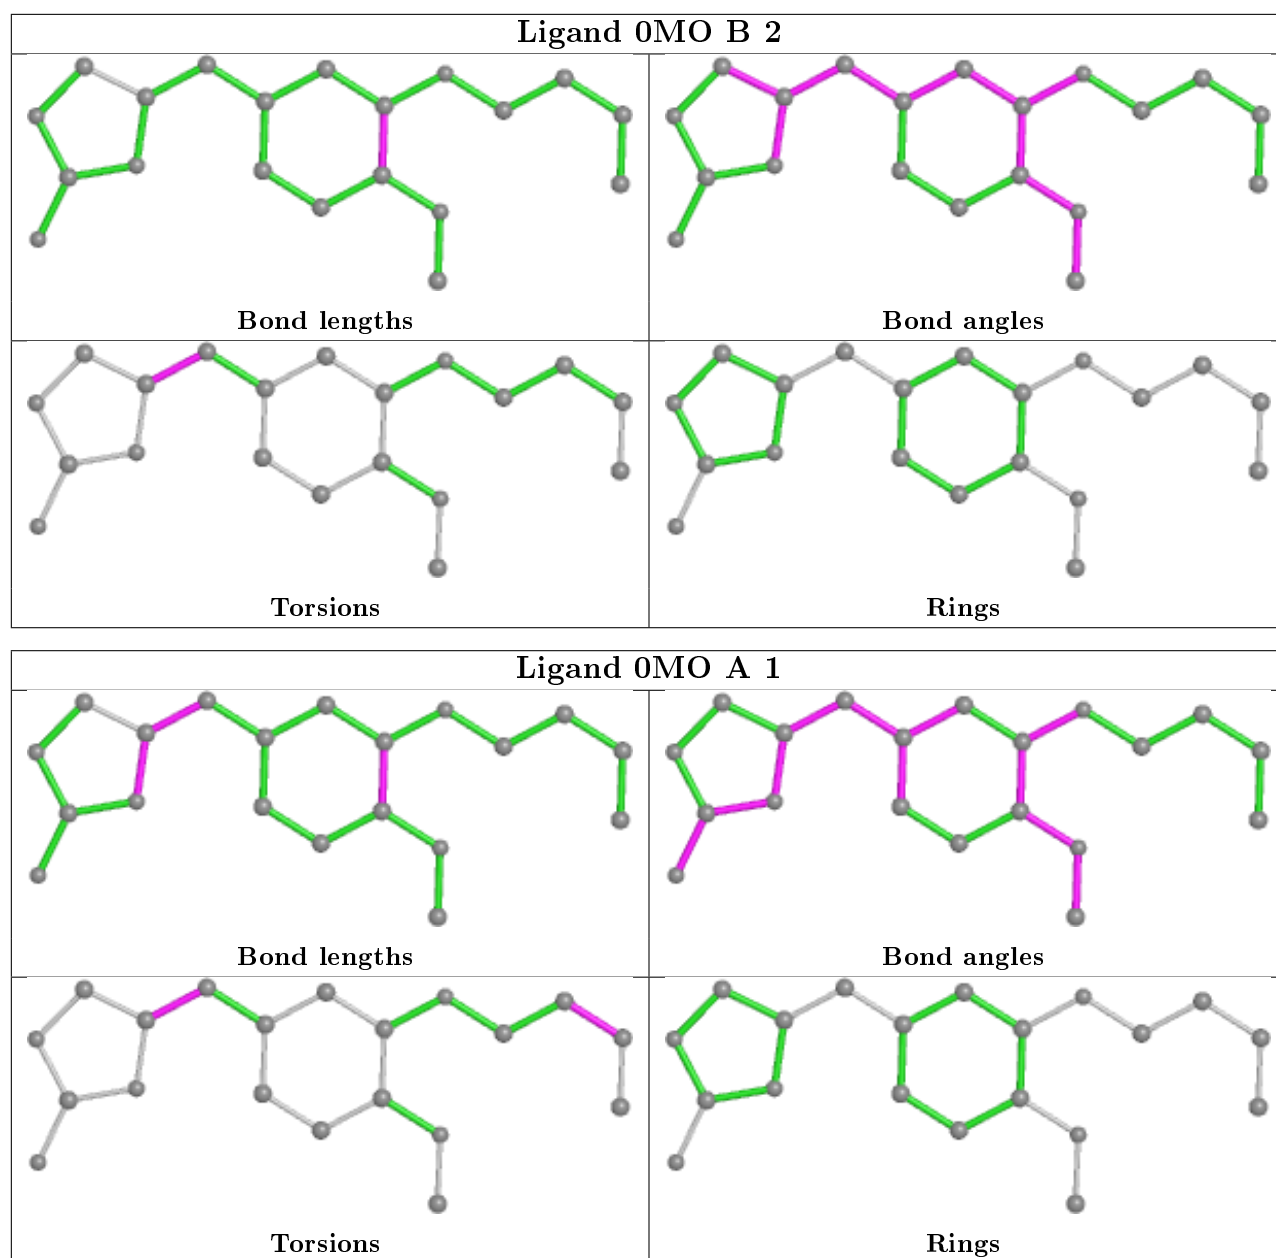 Ligand 0MO B 2
Bond lengths
Bond angles
Torsions
Rings
Ligand 0MO A 1
Bond lengths
Bond angles
Torsions
Rings